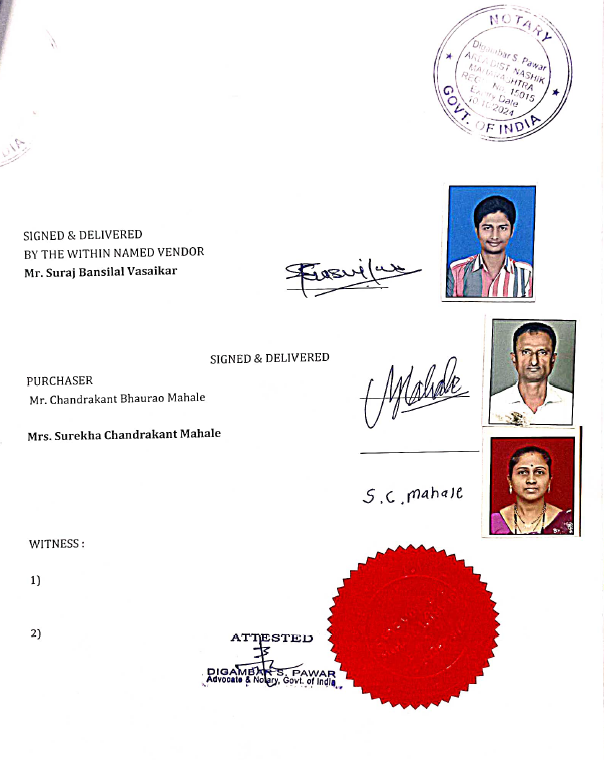 NOTARY
Digambar S. Pawar
AREA DIST NASHIK
MAHARASHTRA
REG. No. 15015
Expiry Date
10/10/2024
GOVT. OF INDIA
DIA
SIGNED & DELIVERED
BY THE WITHIN NAMED VENDOR
Mr. Suraj Bansilal Vasaikar
SIGNED & DELIVERED
PURCHASER
Mr. Chandrakant Bhaurao Mahale
Mahale
Mrs. Surekha Chandrakant Mahale
S.C. Mahale
WITNESS :
1)
2)
ATTESTED
DIGAMBAR S. PAWAR
Advocate & Notary, Govt. of India